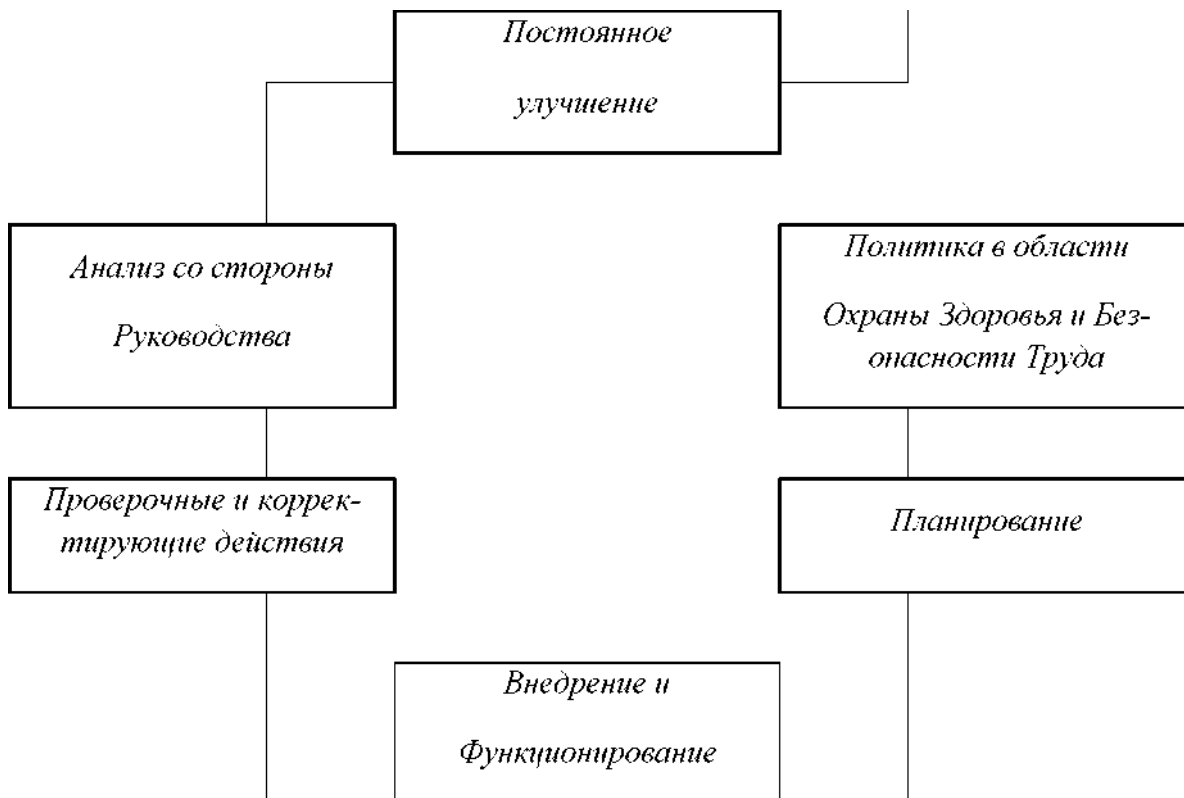 Постоянное
улучшение
Анализ со стороны
Руководства
Политика в области
Охраны Здоровья и Без-
опасности Труда
Проверочные и коррек-
тирующие действия
Планирование
Внедрение и
Функционирование